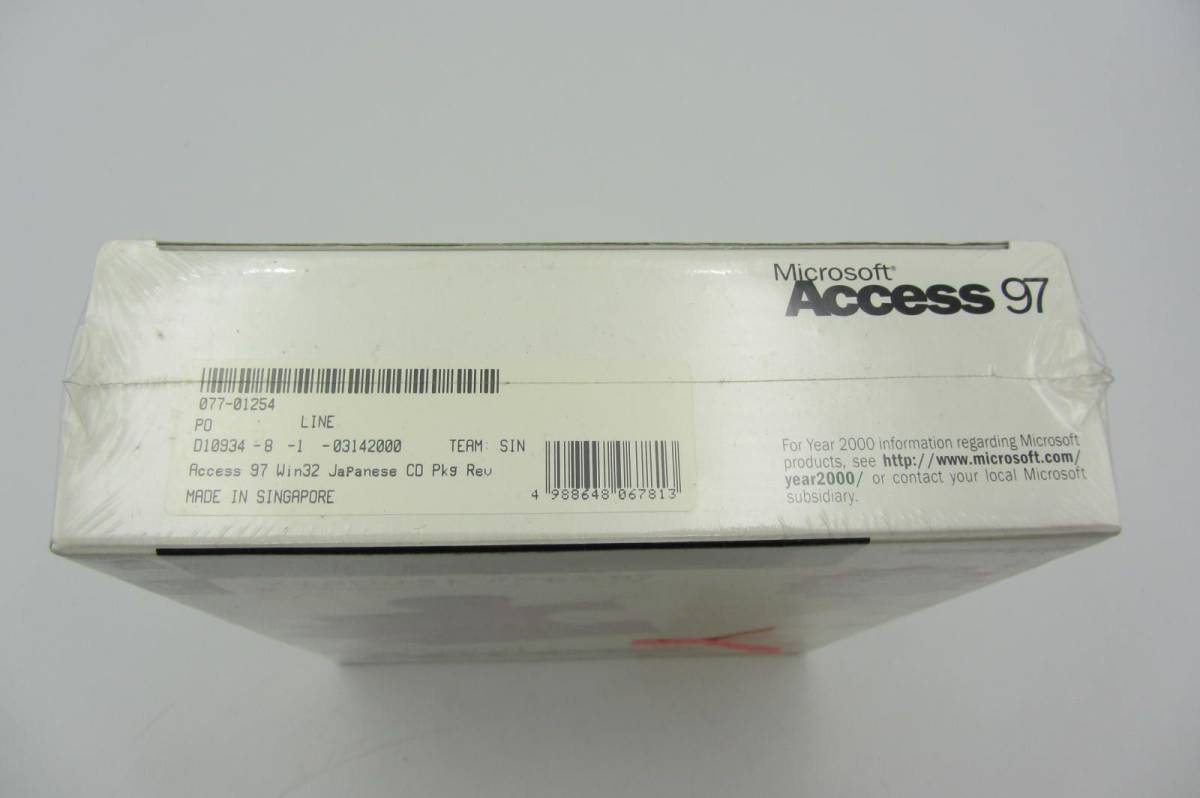 Microsoft®
Access 97
077-01254
PO LINE
D10934 -8 -1 -03142000 TEAM: SIN
Access 97 Win32 Japanese CD Pkg Rev
MADE IN SINGAPORE
4 988648 067813
For Year 2000 information regarding Microsoft
products, see http://www.microsoft.com/
year2000/ or contact your local Microsoft
subsidiary.